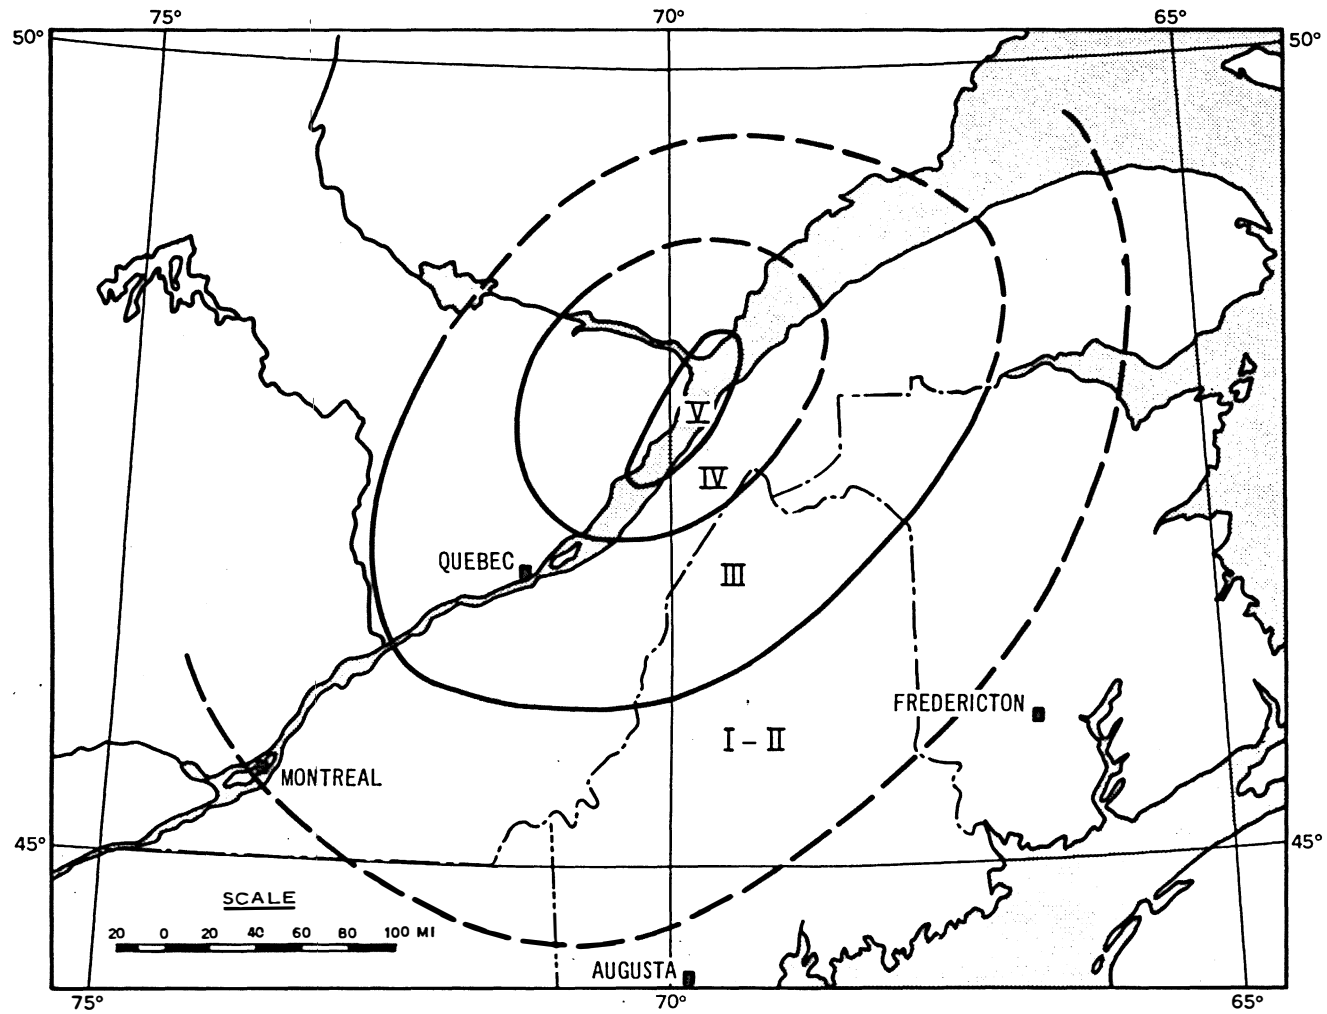 75° 70° 65°
50° 50°
V
IV
QUEBEC
III
FREDERICTON
I - II
MONTREAL
45° 45°
SCALE
20 0 20 40 60 80 100 MI
AUGUSTA
75° 70° 65°